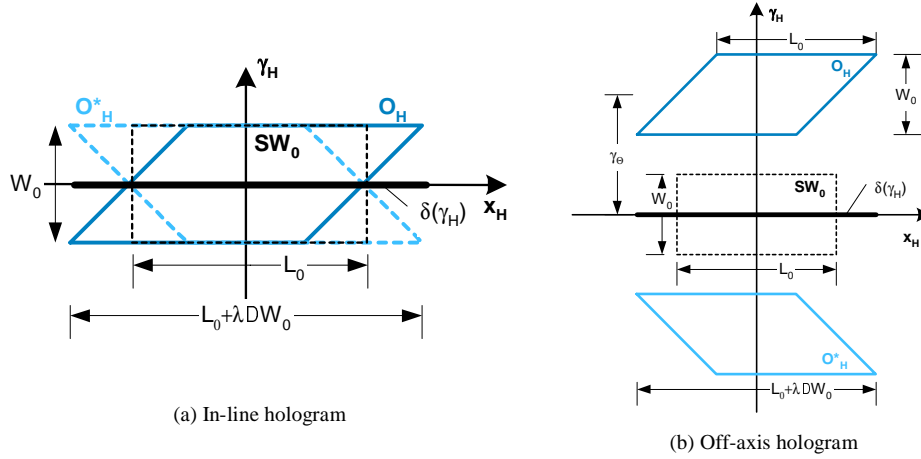 γH
O*H
OH
SW0
W0
δ(γH)
xH
L0
L0+λDW0
(a) In-line hologram
γH
L0
OH
W0
γΘ
SW0
W0
δ(γH)
xH
L0
O*H
L0+λDW0
(b) Off-axis hologram